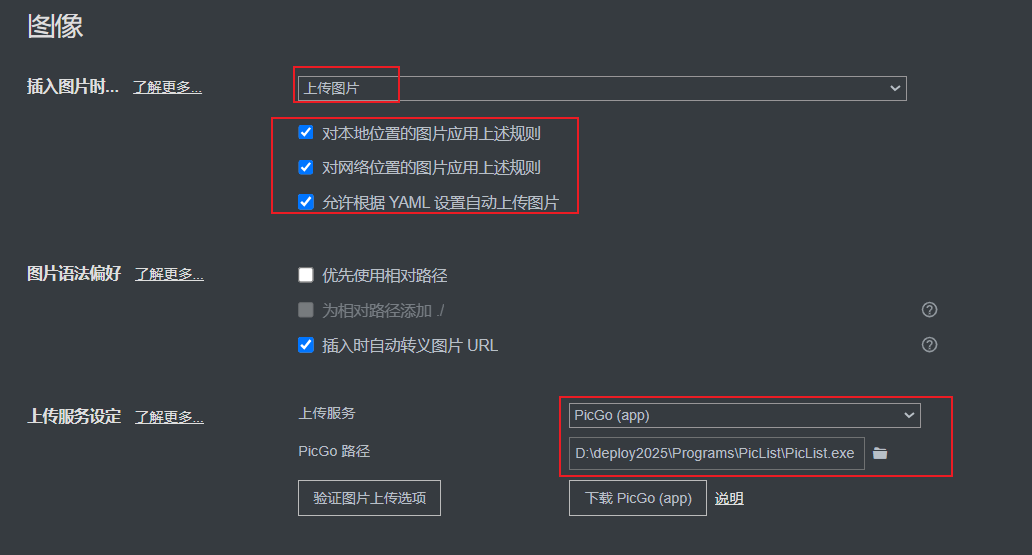 图像
插入图片时... 了解更多... 上传图片
对本地位置的图片应用上述规则
对网络位置的图片应用上述规则
允许根据 YAML 设置自动上传图片
图片语法偏好 了解更多... 优先使用相对路径
为相对路径添加 ./
插入时自动转义图片 URL
上传服务设定 了解更多... 上传服务 PicGo (app)
PicGo 路径 D:\deploy2025\Programs\PicList\PicList.exe
验证图片上传选项 下载 PicGo (app) 说明